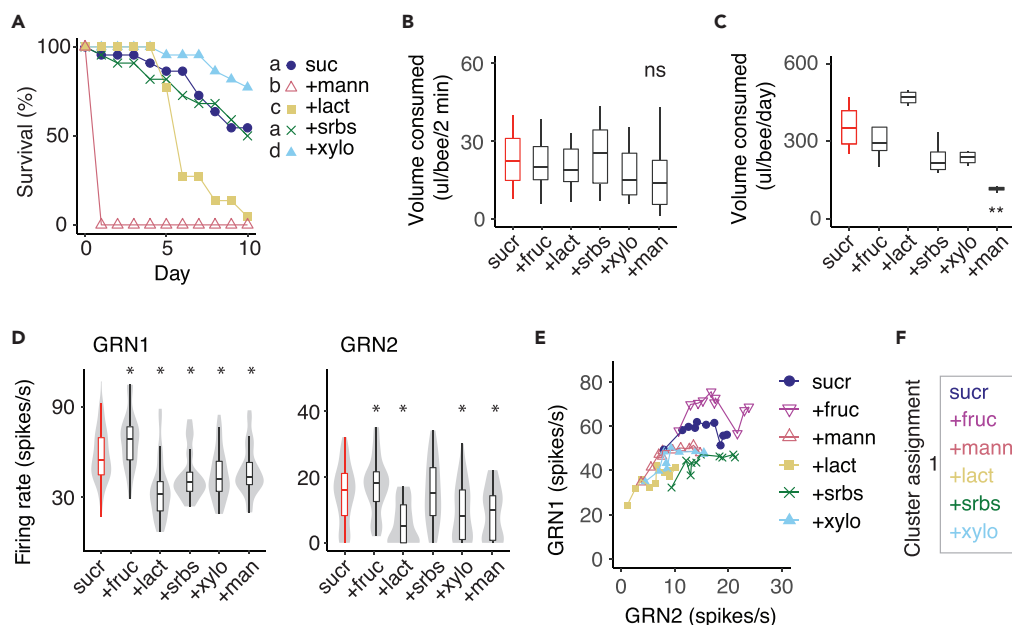 A
Survival (%)
100
50
0
0
5
10
Day
a suc
b +mann
c +lact
a +srbs
d +xylo
B
Volume consumed
(ul/bee/2 min)
60
30
0
ns
sucr
+fruc
+lact
+srbs
+xylo
+man
C
Volume consumed
(ul/bee/day)
600
300
0
**
sucr
+fruc
+lact
+srbs
+xylo
+man
D
GRN1
Firing rate (spikes/s)
90
30
* * * * *
sucr
+fruc
+lact
+srbs
+xylo
+man
GRN2
40
20
0
* * * *
sucr
+fruc
+lact
+srbs
+xylo
+man
E
GRN1 (spikes/s)
80
60
40
20
0
0
10
20
30
GRN2 (spikes/s)
sucr
+fruc
+mann
+lact
+srbs
+xylo
F
Cluster assignment
1
sucr
+fruc
+mann
+lact
+srbs
+xylo